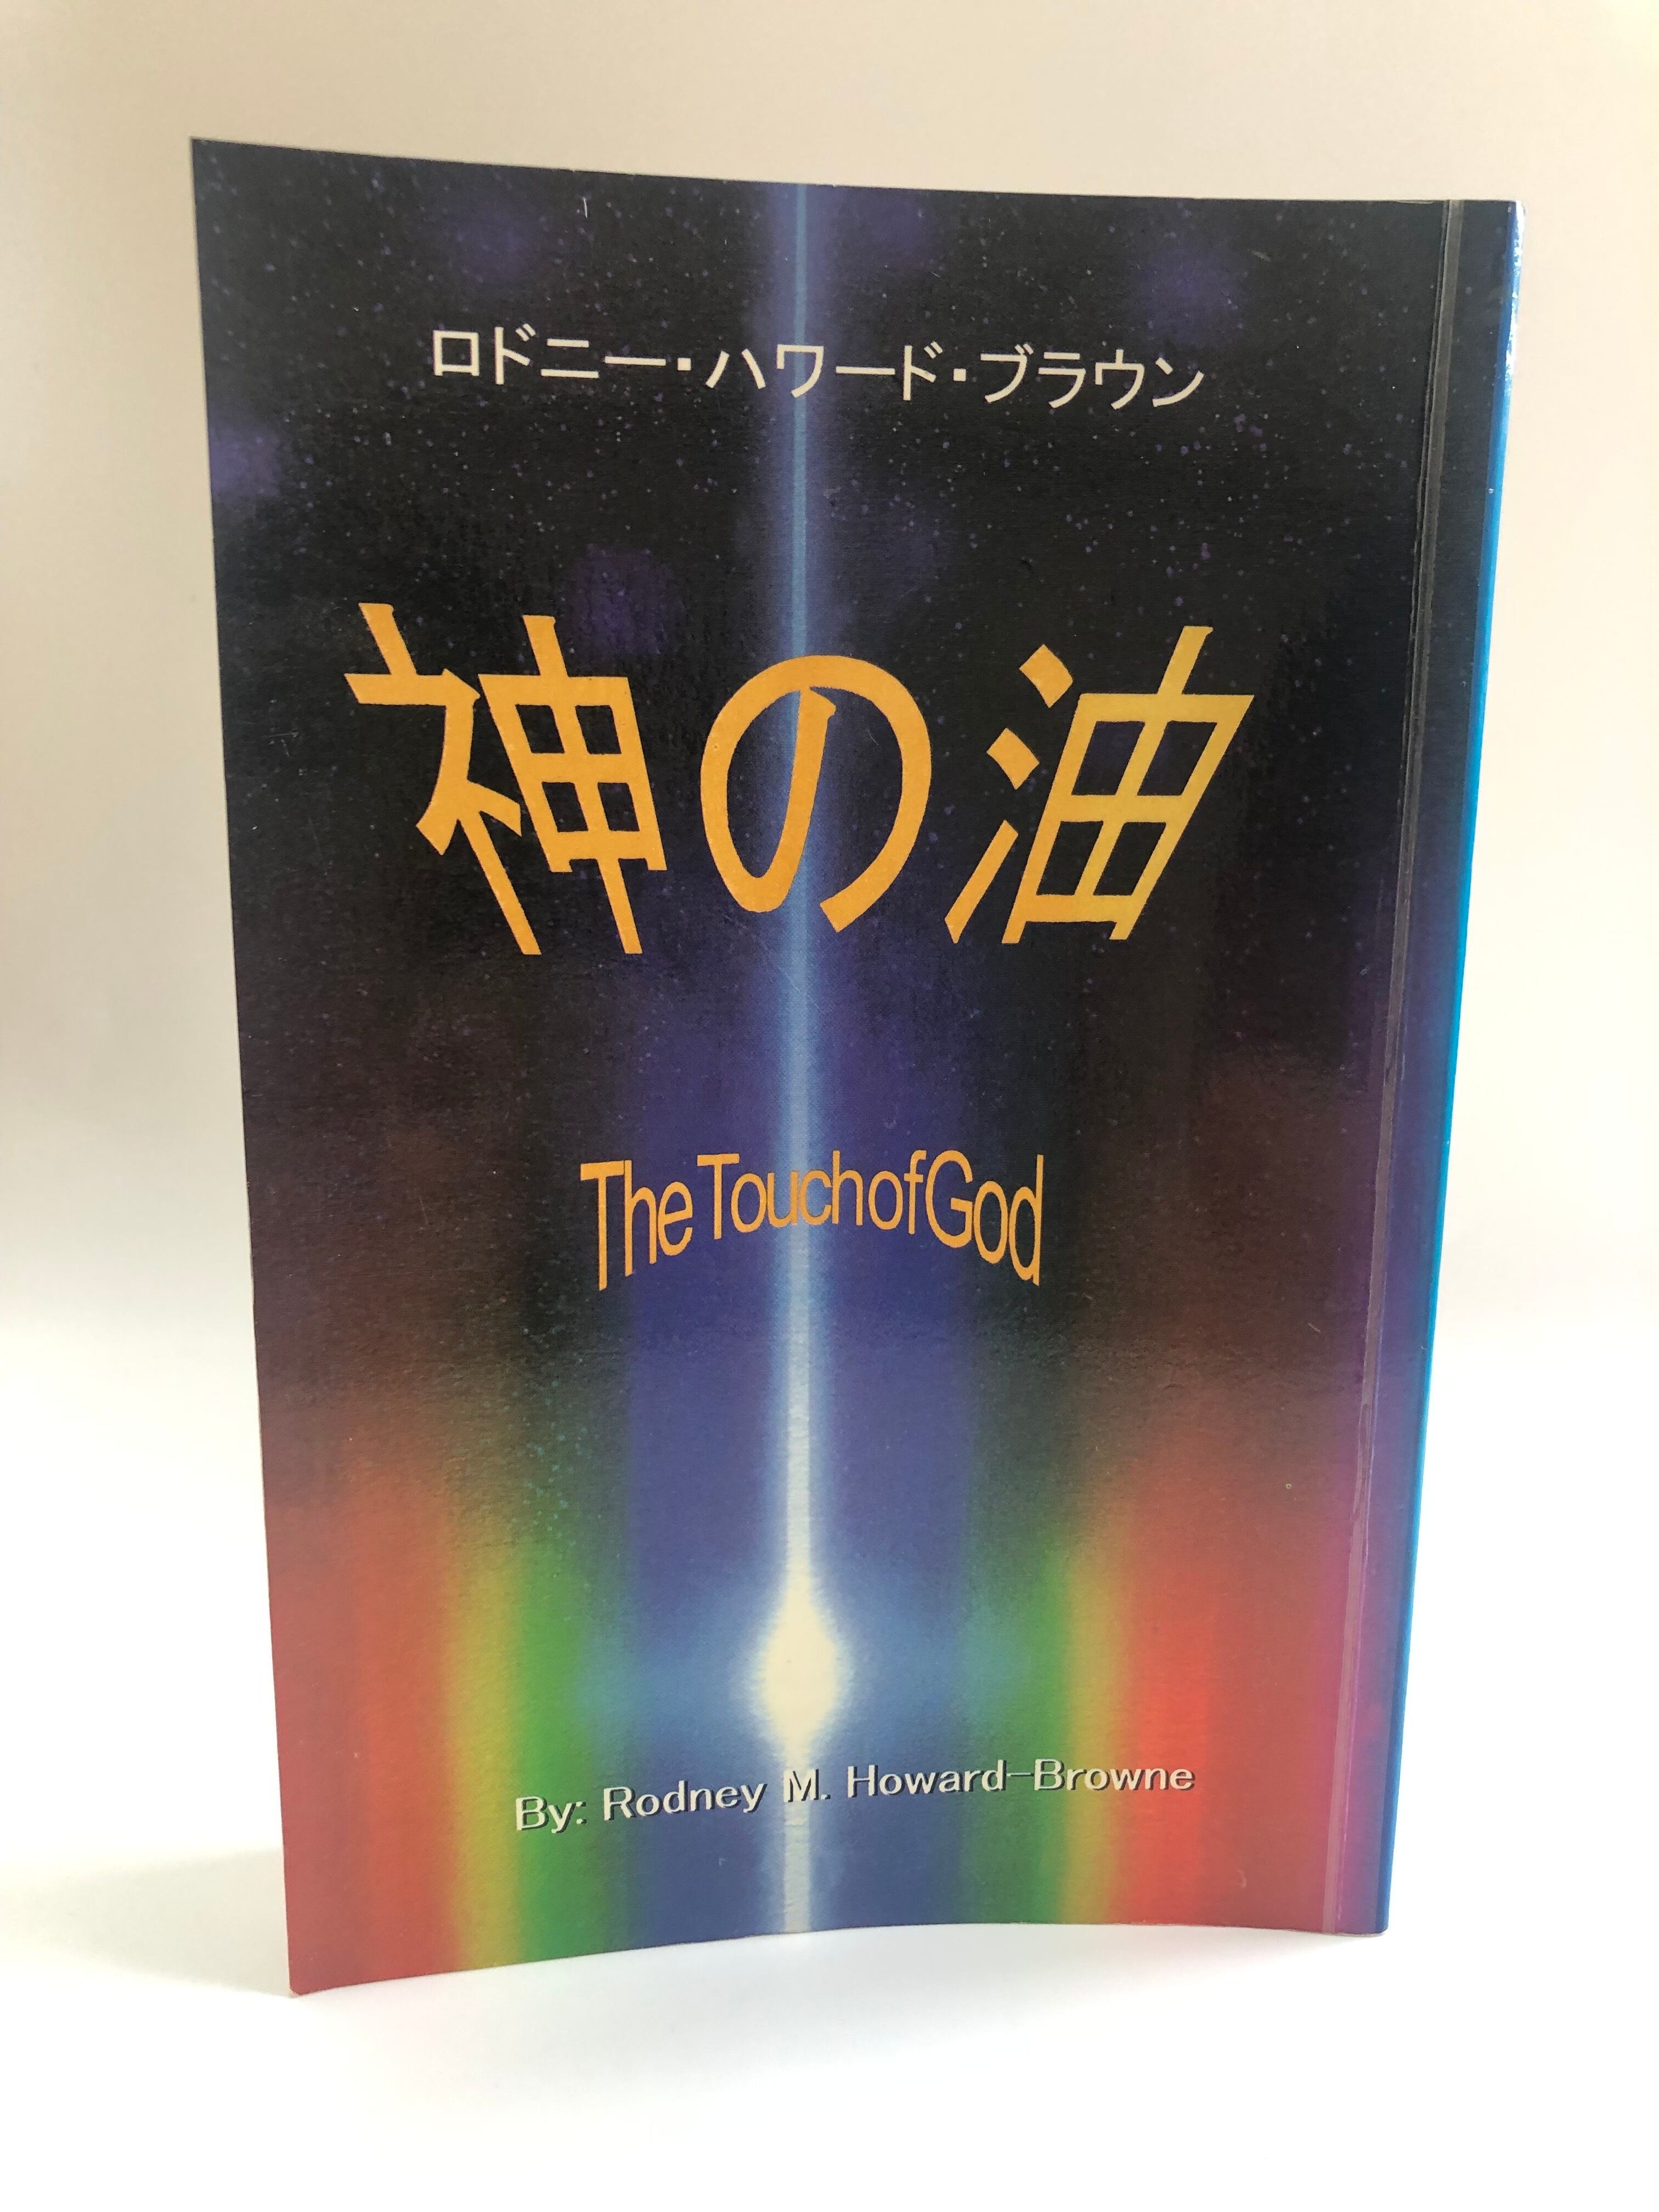 ロドニー・ハワード・ブラウン
神の油
The Touch of God
By: Rodney M. Howard-Browne